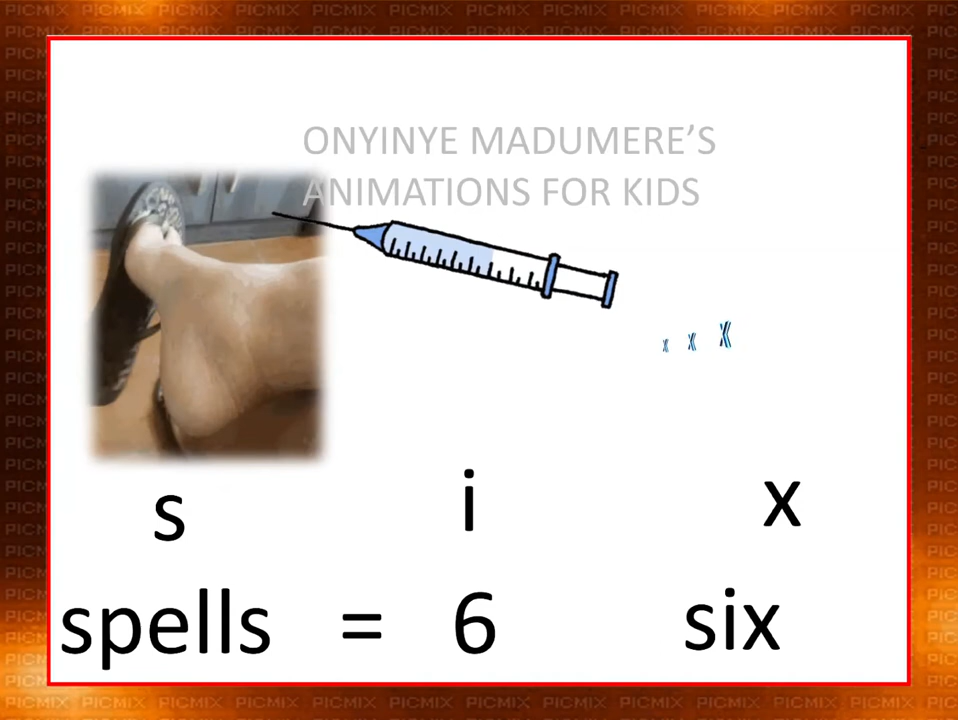 ONYINYE MADUMERE’S
ANIMATIONS FOR KIDS
x x x
s i x
spells = 6 six